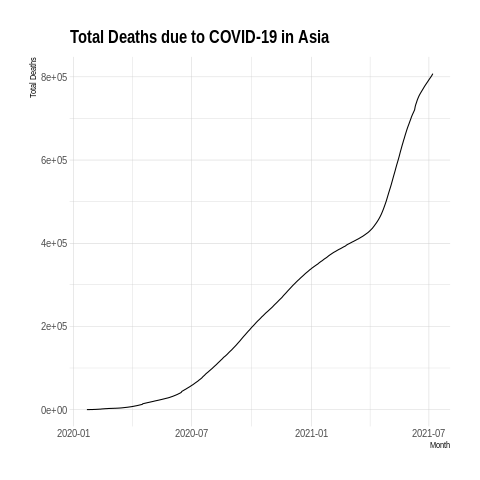 Total Deaths due to COVID-19 in Asia
Total Deaths
8e+05
6e+05
4e+05
2e+05
0e+00
2020-01 2020-07 2021-01 2021-07
Month